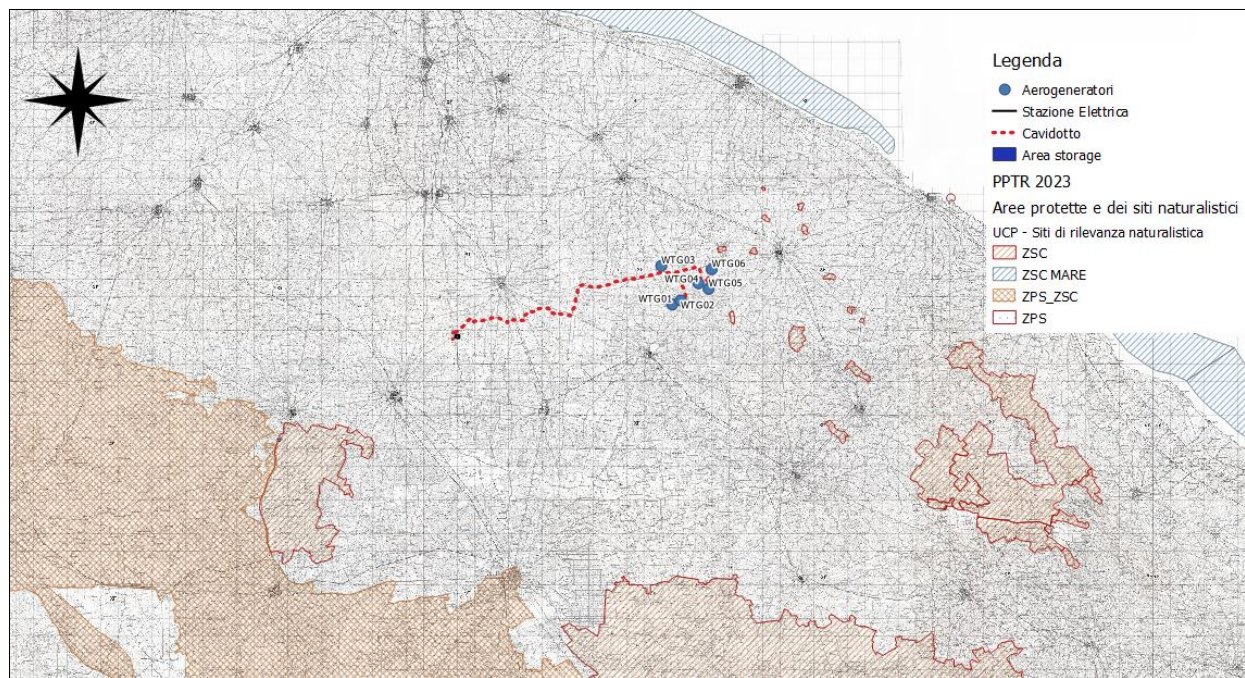 Legenda
Aerogeneratori
Stazione Elettrica
Cavidotto
Area storage
PPTR 2023
Aree protette e dei siti naturalistici
UCP - Siti di rilevanza naturalistica
ZSC
ZSC MARE
ZPS_ZSC
ZPS
WTG03
WTG06
WTG04
WTG05
WTG01
WTG02